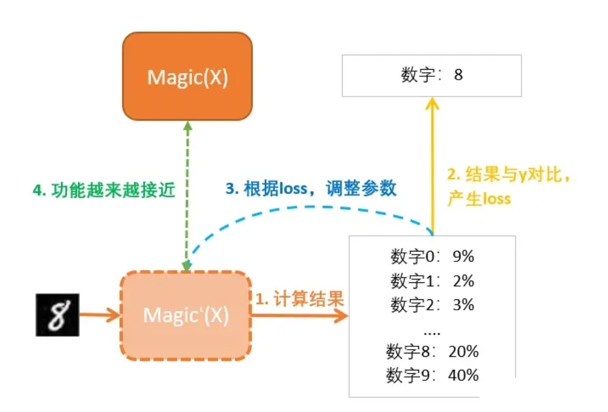 Magic(X)
数字：8
4. 功能越来越接近
3. 根据loss，调整参数
2. 结果与y对比，
产生loss
8
Magic'(X)
1. 计算结果
数字0：9%
数字1：2%
数字2：3%
....
数字8：20%
数字9：40%